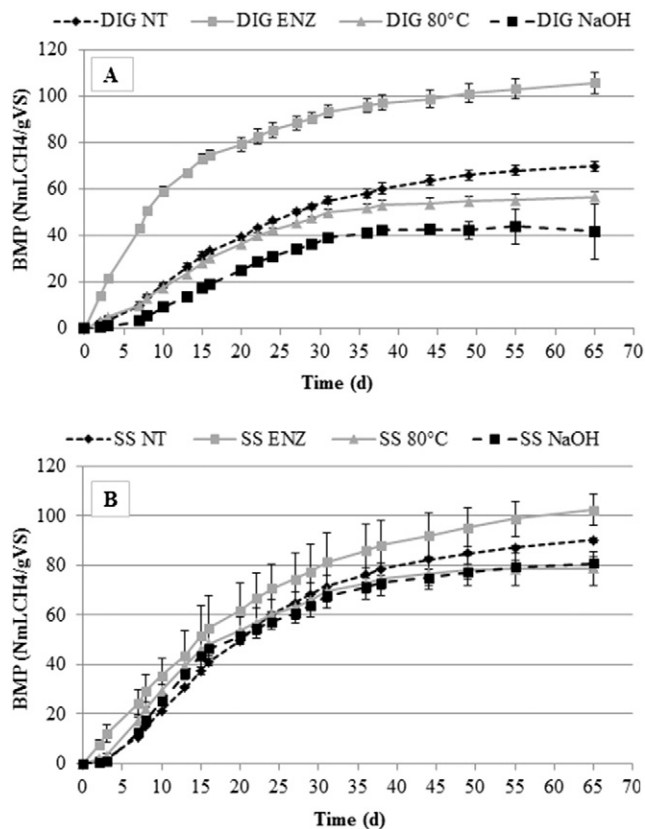 DIG NT DIG ENZ DIG 80°C DIG NaOH
A
BMP (NmLCH4/gVS)
120
100
80
60
40
20
0
0 5 10 15 20 25 30 35 40 45 50 55 60 65 70
Time (d)
SS NT SS ENZ SS 80°C SS NaOH
B
BMP (NmLCH4/gVS)
120
100
80
60
40
20
0
0 5 10 15 20 25 30 35 40 45 50 55 60 65 70
Time (d)